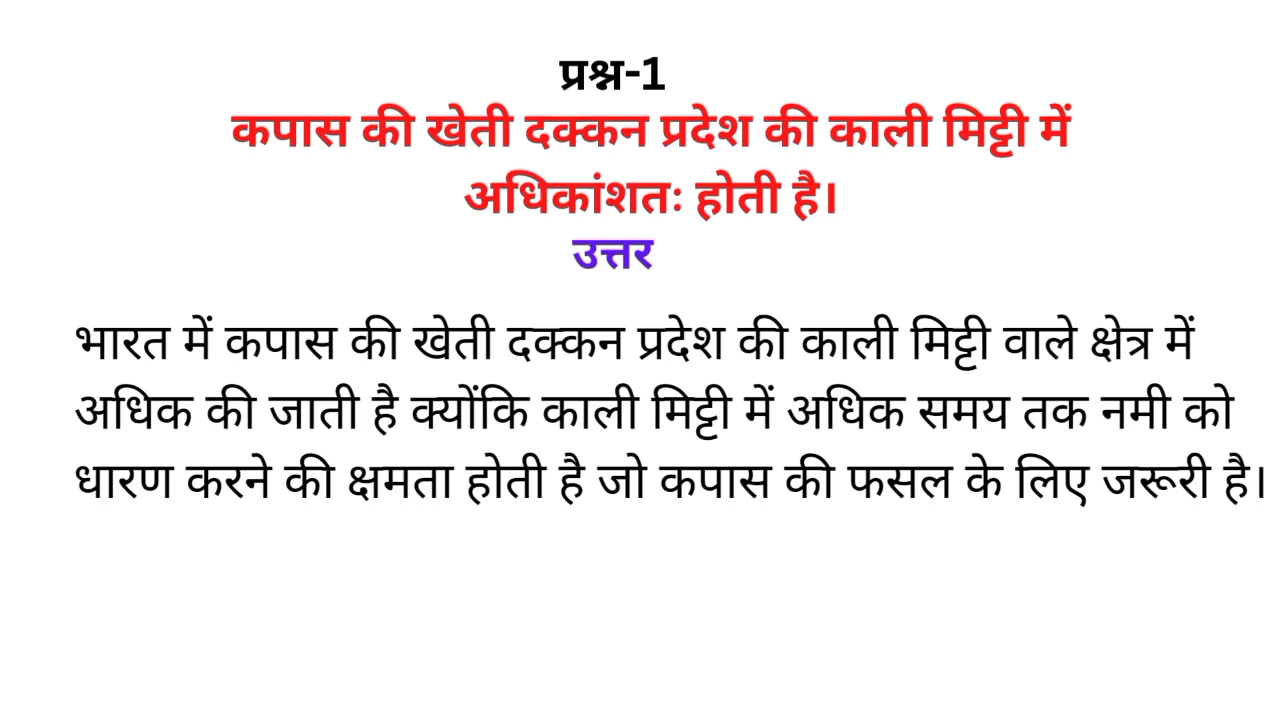 प्रश्न-1
कपास की खेती दक्कन प्रदेश की काली मिट्टी में
अधिकांशतः होती है।
उत्तर
भारत में कपास की खेती दक्कन प्रदेश की काली मिट्टी वाले क्षेत्र में
अधिक की जाती है क्योंकि काली मिट्टी में अधिक समय तक नमी को
धारण करने की क्षमता होती है जो कपास की फसल के लिए जरूरी है।